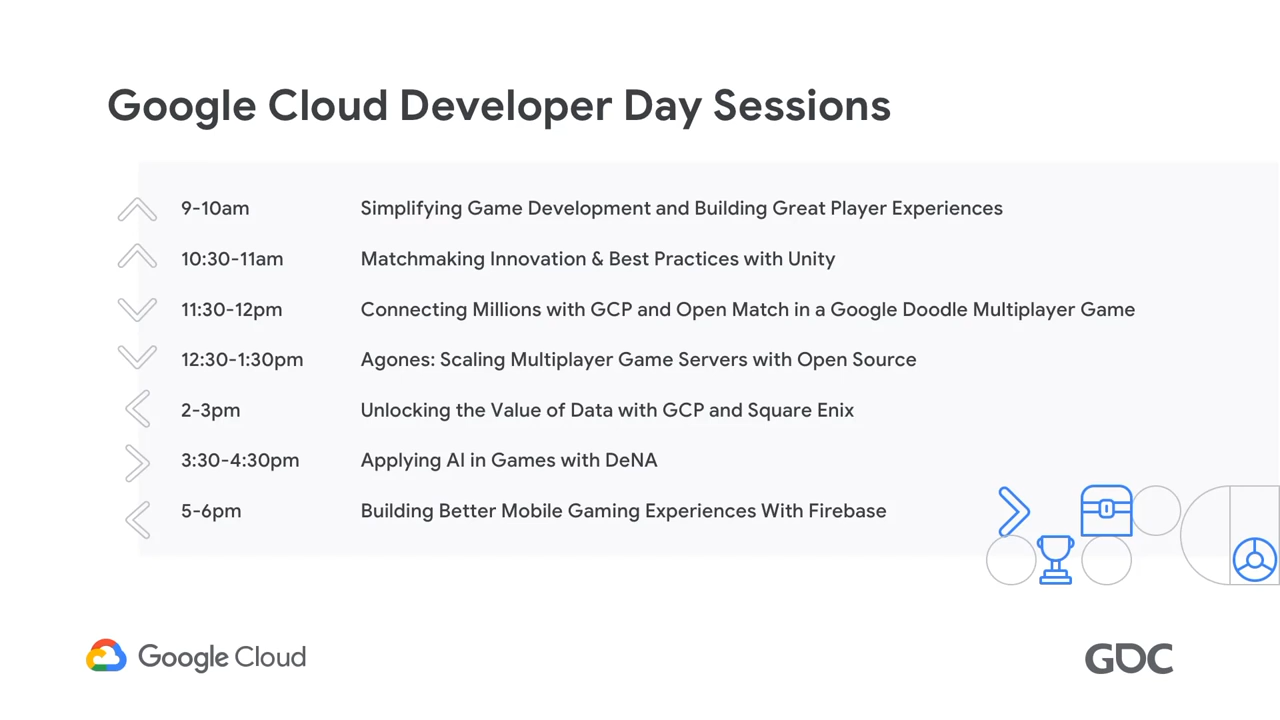 Google Cloud Developer Day Sessions
9-10am Simplifying Game Development and Building Great Player Experiences
10:30-11am Matchmaking Innovation & Best Practices with Unity
11:30-12pm Connecting Millions with GCP and Open Match in a Google Doodle Multiplayer Game
12:30-1:30pm Agones: Scaling Multiplayer Game Servers with Open Source
2-3pm Unlocking the Value of Data with GCP and Square Enix
3:30-4:30pm Applying AI in Games with DeNA
5-6pm Building Better Mobile Gaming Experiences With Firebase
Google Cloud GDC